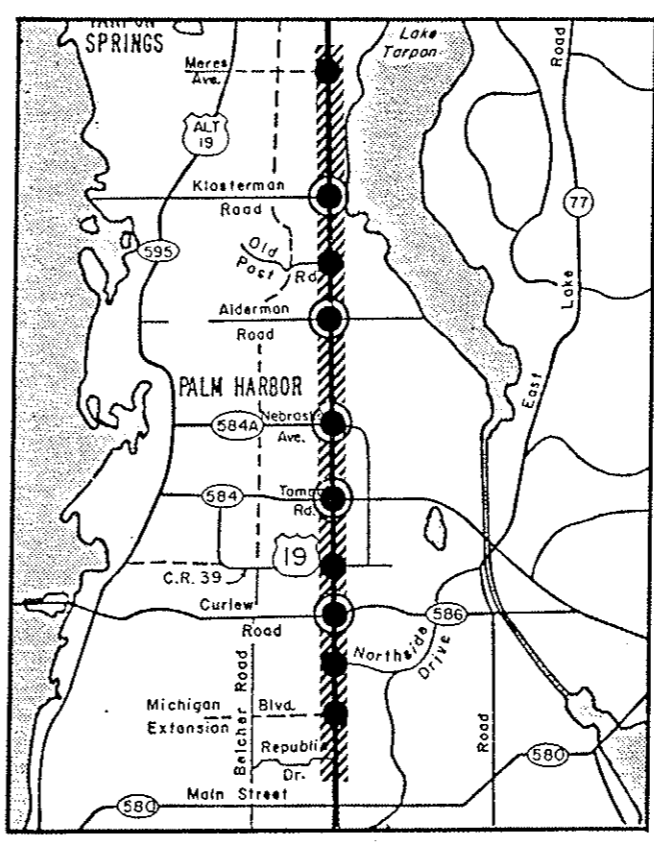 SPRINGS
Lake
Tarpon
Road
Meres
Ave.
ALT
19
Klosterman
Road
77
595
Old
Post
Rd.
Alderman
Road
Lake
East
PALM HARBOR
584A
Nebrask
Ave.
584
Tampa
Rd.
19
C.R. 39
Curlew
Road
586
Northside
Drive
Michigan Blvd.
Extension
Belcher Road
Republic
Dr.
Road
580
580
Main Street